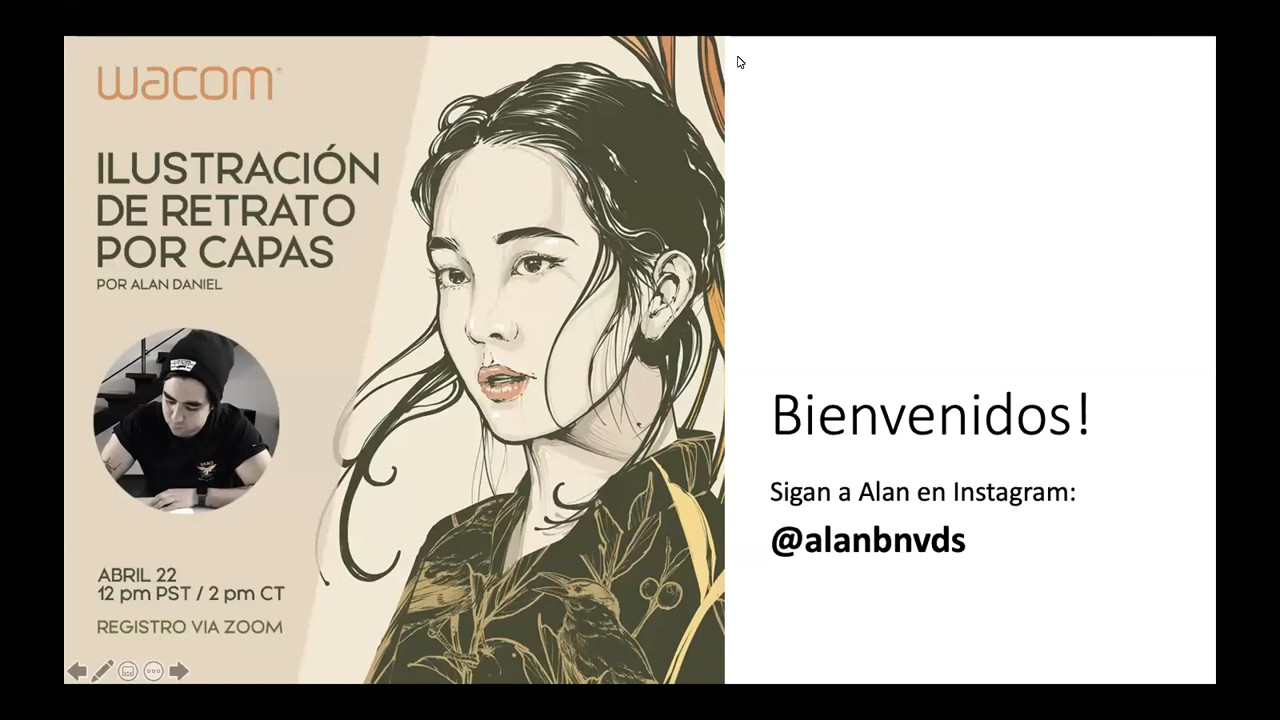 wacom
ILUSTRACIÓN
DE RETRATO
POR CAPAS
POR ALAN DANIEL
VANS
ABRIL 22
12 pm PST / 2 pm CT
REGISTRO VIA ZOOM
Bienvenidos!
Sigan a Alan en Instagram:
@alanbnvds